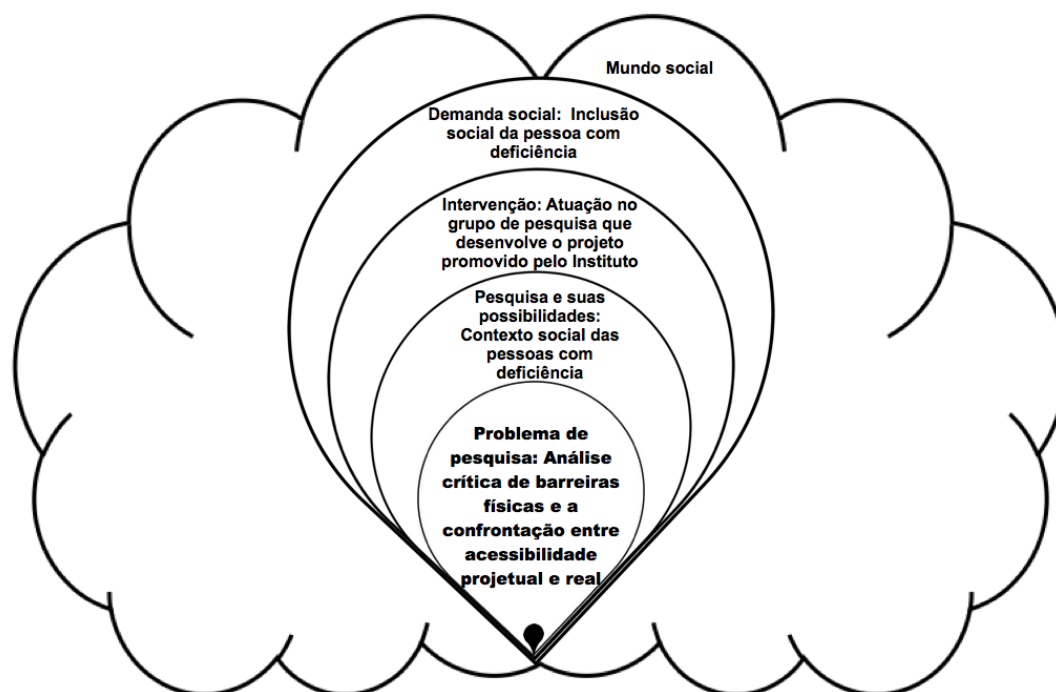 Mundo social
Demanda social:  Inclusão
social da pessoa com
deficiência
Intervenção: Atuação no
grupo de pesquisa que
desenvolve o projeto
promovido pelo Instituto
Pesquisa e suas
possibilidades:
Contexto social das
pessoas com
deficiência
Problema de
pesquisa: Análise
crítica de barreiras
físicas e a
confrontação entre
acessibilidade
projetual e real